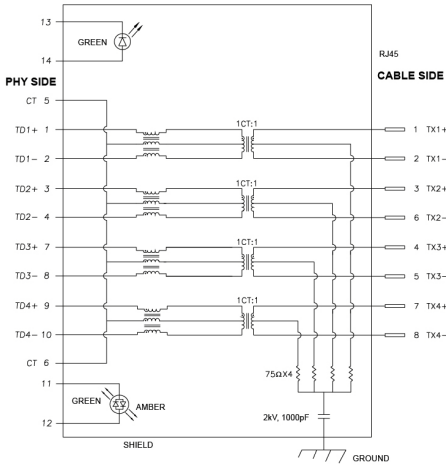 13
GREEN
14
RJ45
PHY SIDE
CABLE SIDE
CT 5
1CT:1
TD1+ 1
1 TX1+
TD1- 2
2 TX1-
1CT:1
TD2+ 3
3 TX2+
TD2- 4
6 TX2-
1CT:1
TD3+ 7
4 TX3+
TD3- 8
5 TX3-
1CT:1
TD4+ 9
7 TX4+
TD4- 10
8 TX4-
CT 6
75ΩX4
11
GREEN
AMBER
2kV, 1000pF
12
SHIELD
GROUND